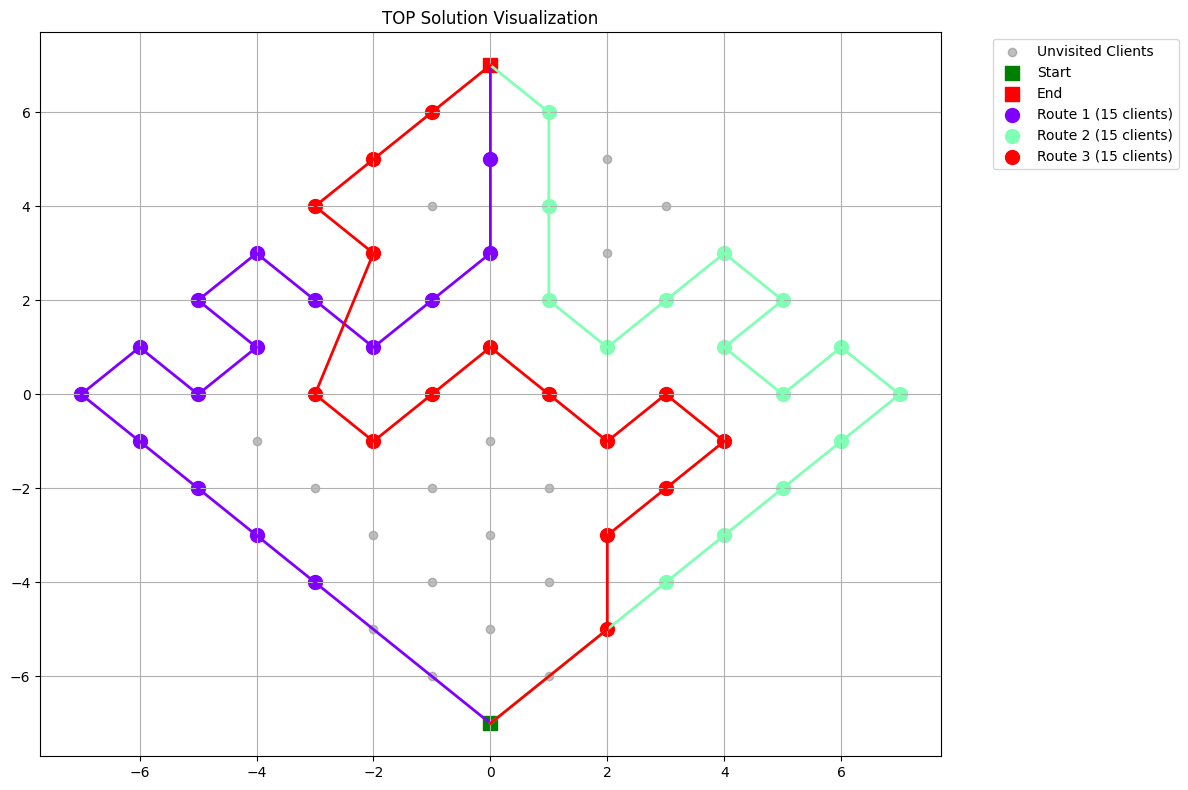 TOP Solution Visualization
Unvisited Clients
Start
End
Route 1 (15 clients)
Route 2 (15 clients)
Route 3 (15 clients)
6
4
2
0
−2
−4
−6
−6 −4 −2 0 2 4 6